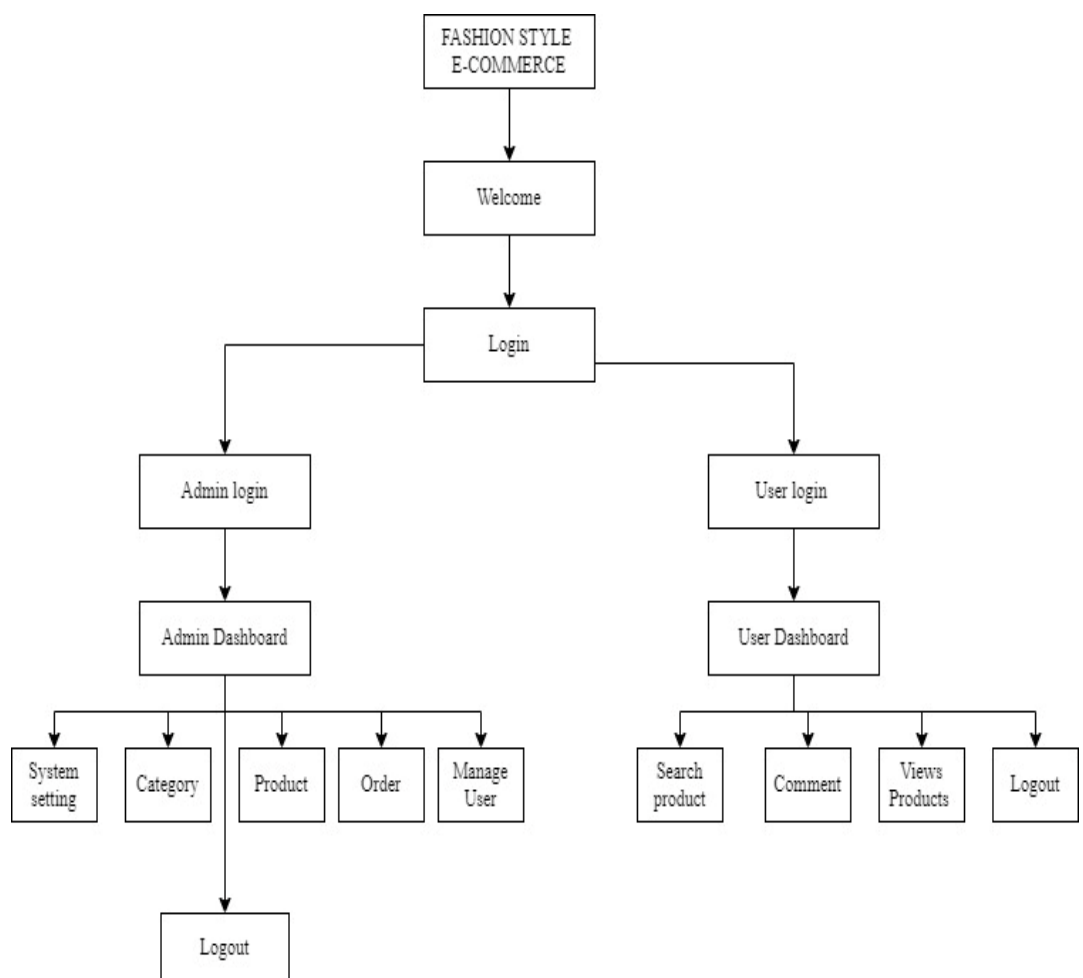 FASHION STYLE
E-COMMERCE
Welcome
Login
Admin login
User login
Admin Dashboard
User Dashboard
System
setting
Category
Product
Order
Manage
User
Search
product
Comment
Views
Products
Logout
Logout